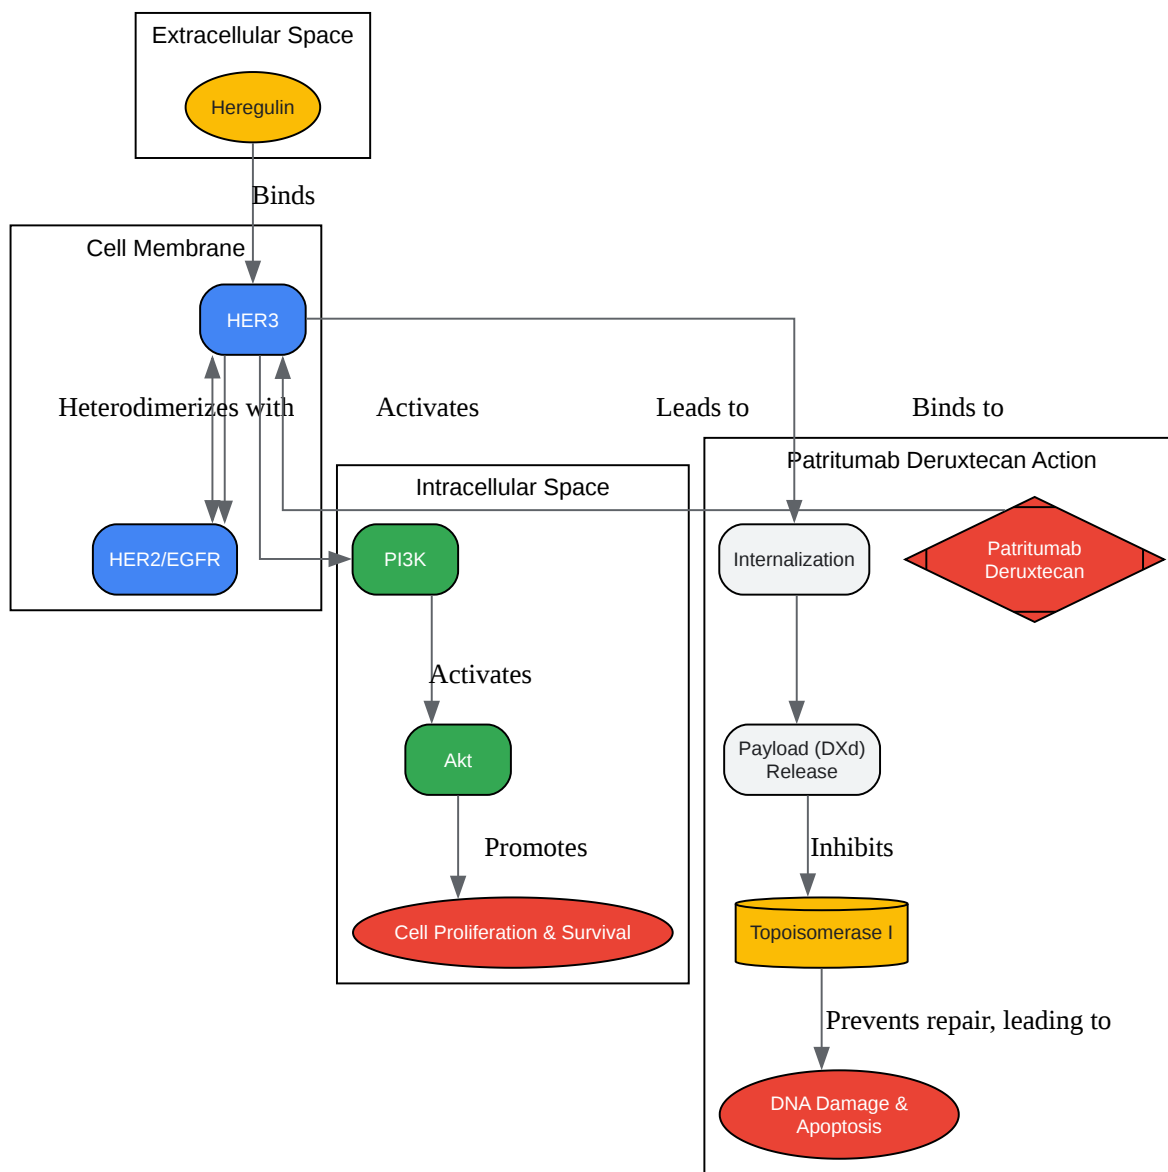 Extracellular Space
Heregulin
Binds
Cell Membrane
HER3
Heterodimerizes with
Activates
Leads to
Binds to
Patritumab Deruxtecan Action
Intracellular Space
HER2/EGFR
PI3K
Internalization
Patritumab
Deruxtecan
Activates
Akt
Payload (DXd)
Release
Promotes
Inhibits
Cell Proliferation & Survival
Topoisomerase I
Prevents repair, leading to
DNA Damage &
Apoptosis